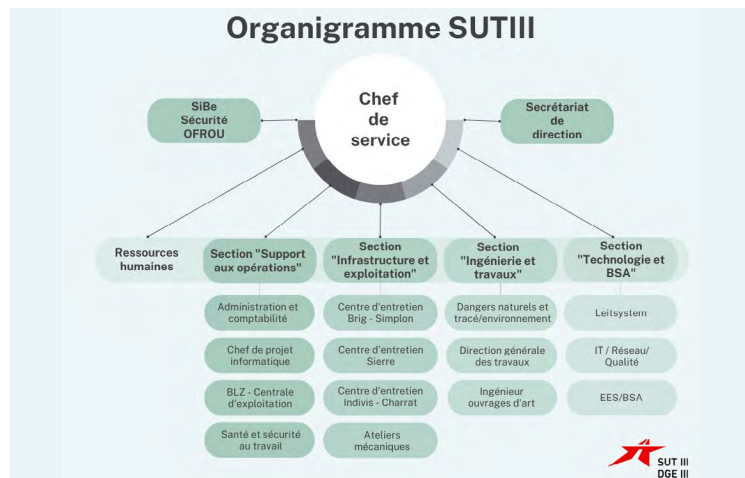 Organigramme SUTIII
Chef
de
service
SiBe
Sécurité
OFROU
Secrétariat
de
direction
Ressources
humaines
Section "Support
aux opérations"
Section
"Infrastructure et
exploitation"
Section
"Ingénierie et
travaux"
Section
"Technologie et
BSA"
Administration et
comptabilité
Chef de projet
informatique
BLZ - Centrale
d'exploitation
Santé et sécurité
au travail
Centre d'entretien
Brig - Simplon
Centre d'entretien
Sierre
Centre d'entretien
Indivis - Charrat
Ateliers
mécaniques
Dangers naturels et
tracé/environnement
Direction générale
des travaux
Ingénieur
ouvrages d'art
Leitsystem
IT / Réseau/
Qualité
EES/BSA
SUT III
DGE III